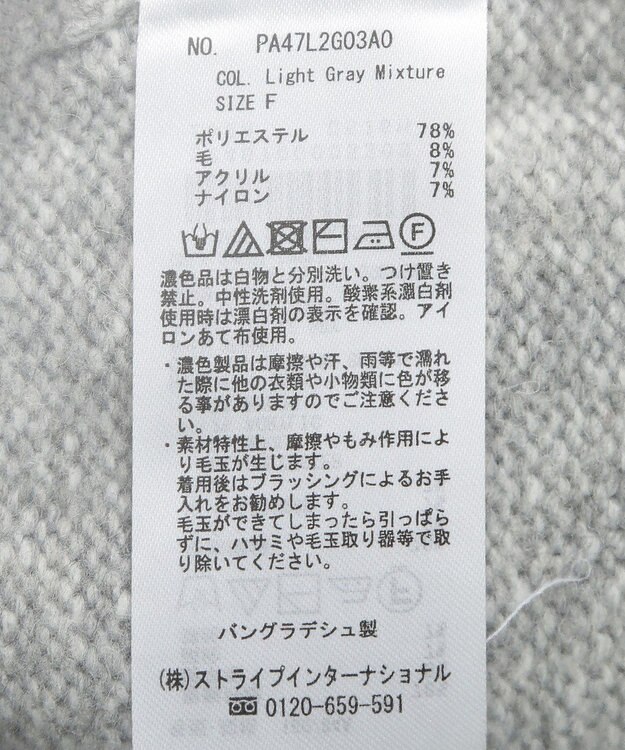 NO. PA47L2G03A0
COL. Light Gray Mixture
SIZE F
ポリエステル 78%
毛 8%
アクリル 7%
ナイロン 7%
F
濃色品は白物と分別洗い。つけ置き
禁止。中性洗剤使用。酸素系漂白剤
使用時は漂白剤の表示を確認。アイ
ロンあて布使用。
・濃色製品は摩擦や汗、雨等で濡れ
た際に他の衣類や小物類に色が移
る事がありますのでご注意くださ
い。
・素材特性上、摩擦やもみ作用によ
り毛玉が生じます。
着用後はブラッシングによるお手
入れをお勧めします。
毛玉ができてしまったら引っぱら
ずに、ハサミや毛玉取り器等で取
り除いてください。
バングラデシュ製
(株)ストライプインターナショナル
0120-659-591